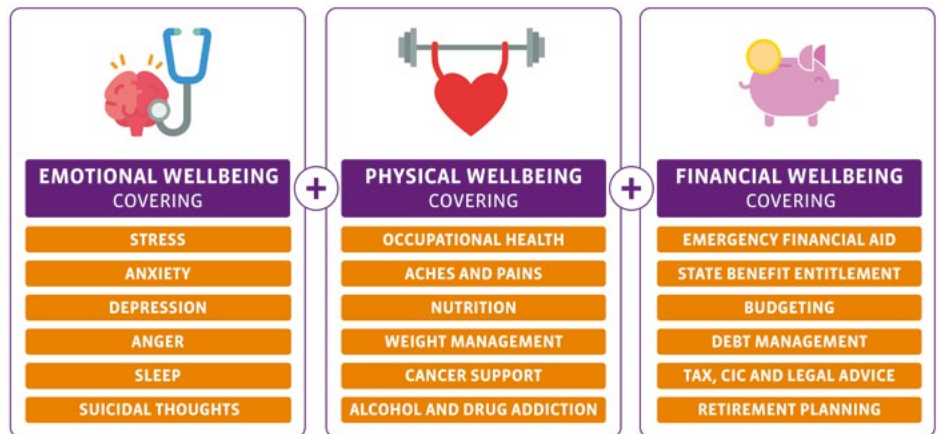 EMOTIONAL WELLBEING
COVERING
STRESS
ANXIETY
DEPRESSION
ANGER
SLEEP
SUICIDAL THOUGHTS
+
PHYSICAL WELLBEING
COVERING
OCCUPATIONAL HEALTH
ACHES AND PAINS
NUTRITION
WEIGHT MANAGEMENT
CANCER SUPPORT
ALCOHOL AND DRUG ADDICTION
+
FINANCIAL WELLBEING
COVERING
EMERGENCY FINANCIAL AID
STATE BENEFIT ENTITLEMENT
BUDGETING
DEBT MANAGEMENT
TAX, CIC AND LEGAL ADVICE
RETIREMENT PLANNING